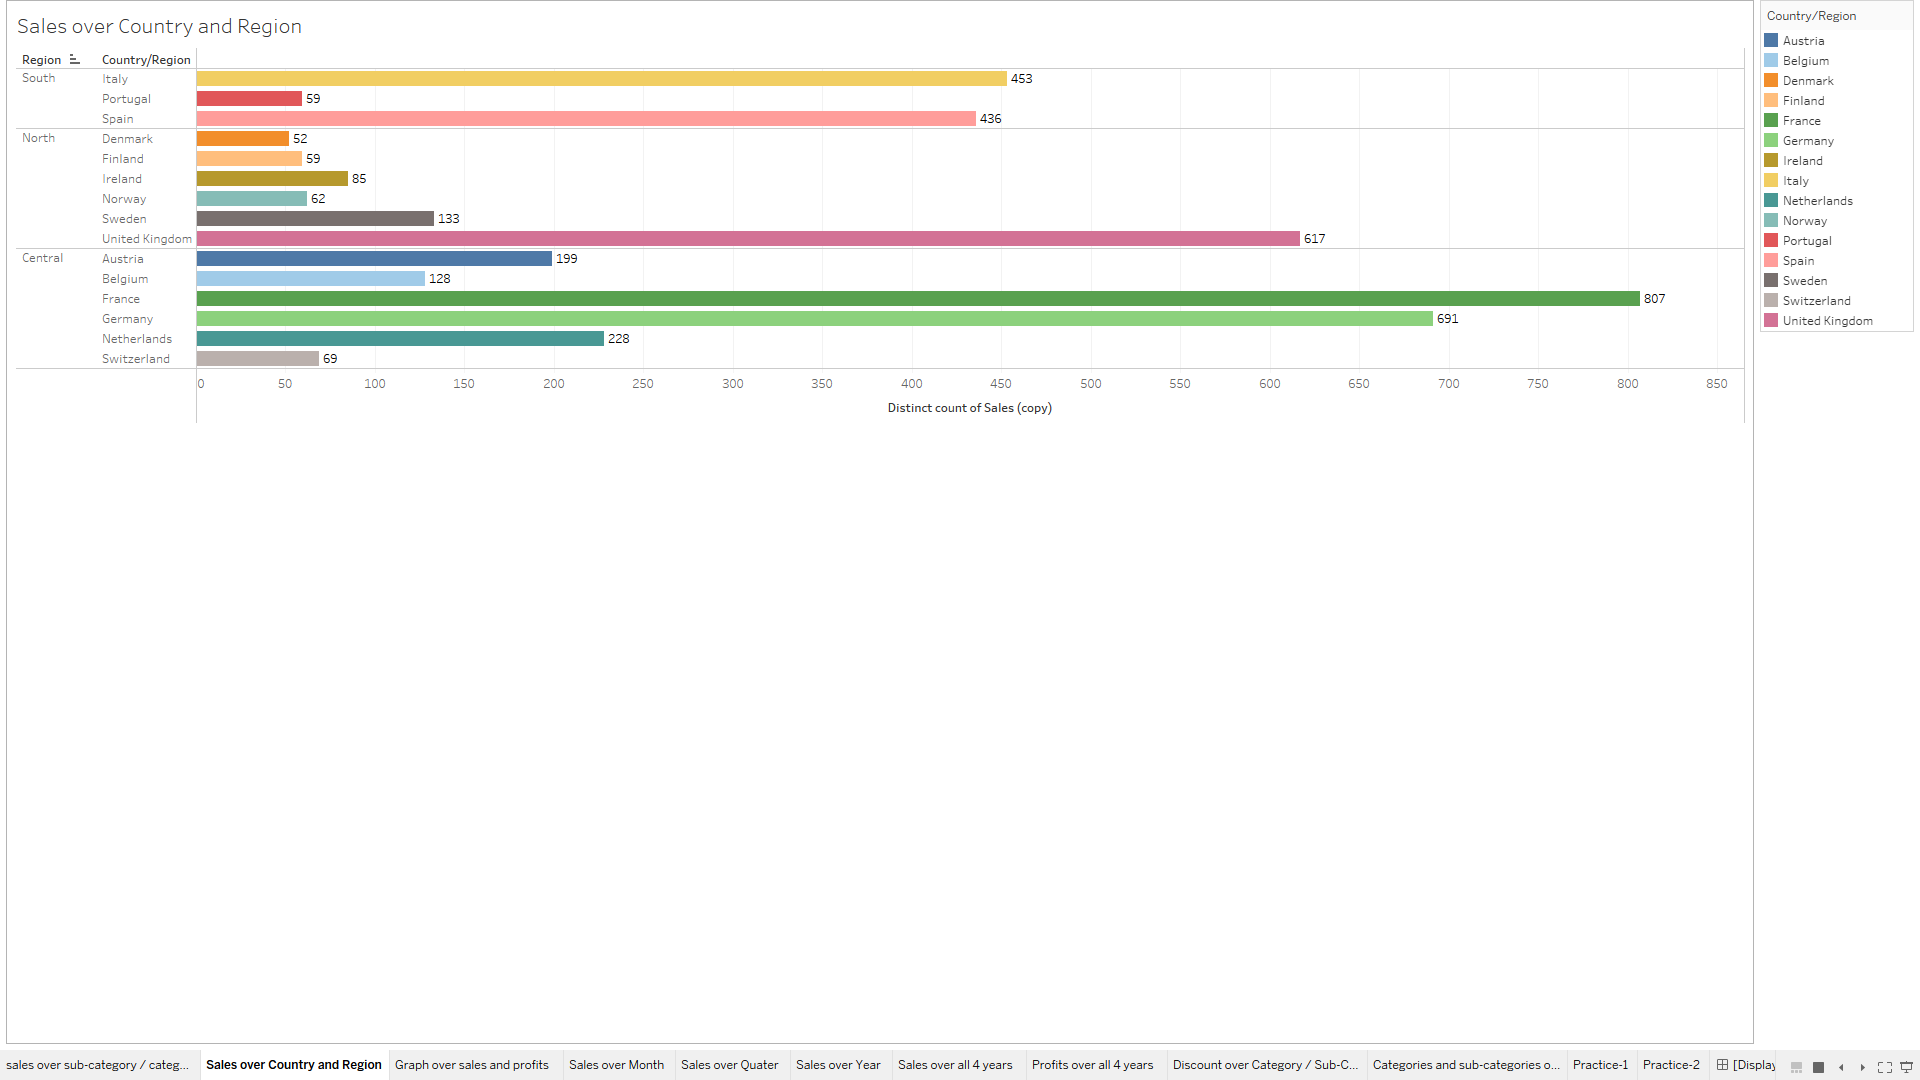 Sales over Country and Region
Region Country/Region
South Italy 453
Portugal 59
Spain 436
North Denmark 52
Finland 59
Ireland 85
Norway 62
Sweden 133
United Kingdom 617
Central Austria 199
Belgium 128
France 807
Germany 691
Netherlands 228
Switzerland 69
0 50 100 150 200 250 300 350 400 450 500 550 600 650 700 750 800 850
Distinct count of Sales (copy)
Country/Region
Austria
Belgium
Denmark
Finland
France
Germany
Ireland
Italy
Netherlands
Norway
Portugal
Spain
Sweden
Switzerland
United Kingdom
sales over sub-category / categ... Sales over Country and Region Graph over sales and profits Sales over Month Sales over Quater Sales over Year Sales over all 4 years Profits over all 4 years Discount over Category / Sub-C... Categories and sub-categories o... Practice-1 Practice-2 [Display